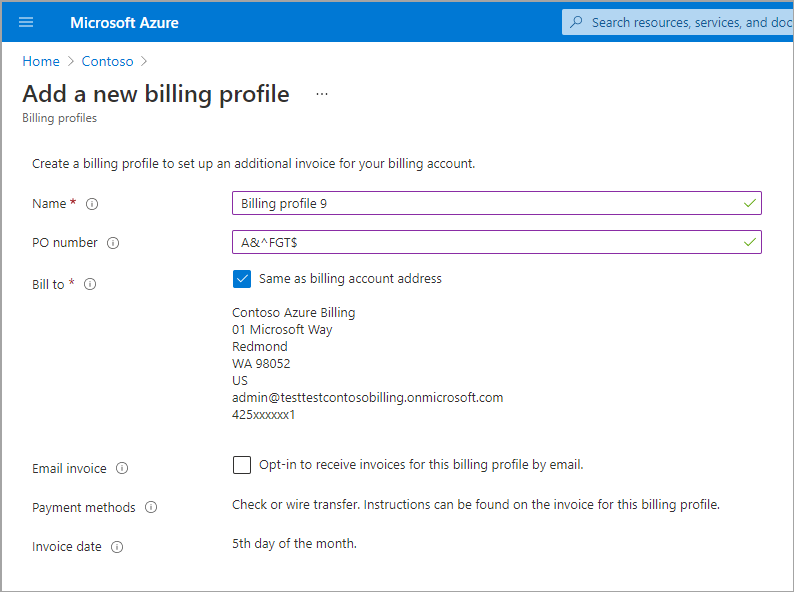 Microsoft Azure
Search resources, services, and doc
Home > Contoso >
Add a new billing profile ...
Billing profiles
Create a billing profile to set up an additional invoice for your billing account.
Name *
Billing profile 9
PO number
A&^FGT$
Bill to *
Same as billing account address
Contoso Azure Billing
01 Microsoft Way
Redmond
WA 98052
US
admin@testtestcontosobilling.onmicrosoft.com
425xxxxxx1
Email invoice
Opt-in to receive invoices for this billing profile by email.
Payment methods
Check or wire transfer. Instructions can be found on the invoice for this billing profile.
Invoice date
5th day of the month.